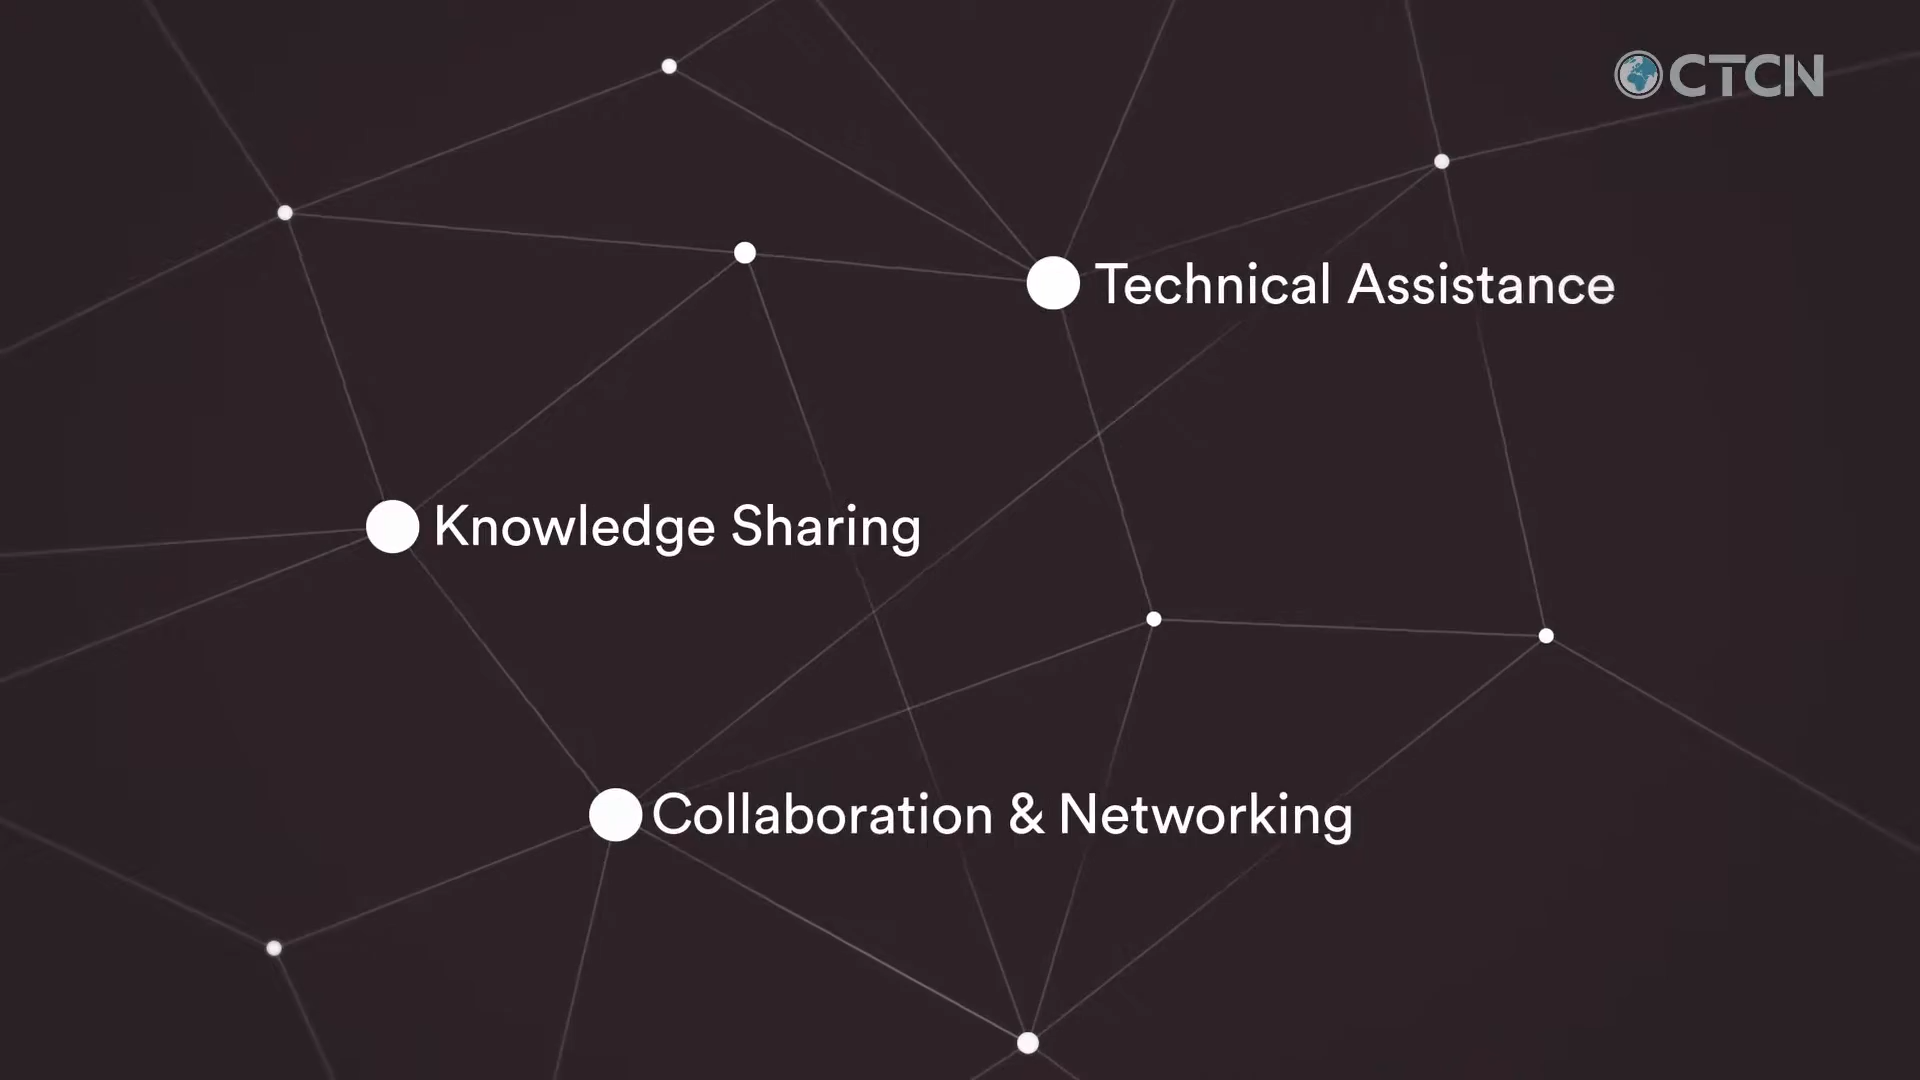 CTCN
Technical Assistance
Knowledge Sharing
Collaboration & Networking